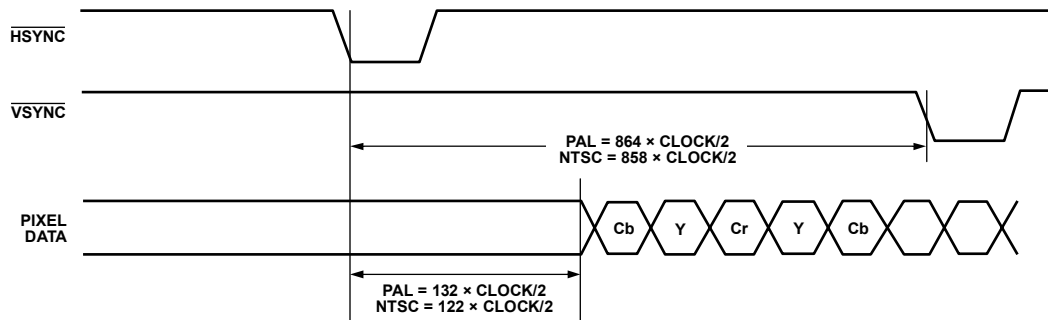 HSYNC
VSYNC
PAL = 864 × CLOCK/2
NTSC = 858 × CLOCK/2
PIXEL
DATA
Cb Y Cr Y Cb
PAL = 132 × CLOCK/2
NTSC = 122 × CLOCK/2